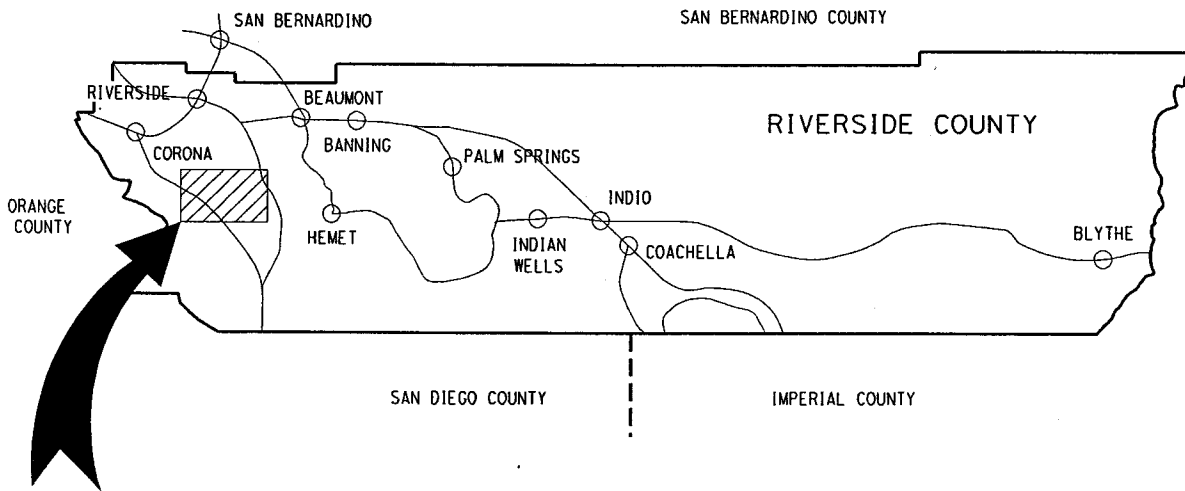 SAN BERNARDINO
SAN BERNARDINO COUNTY
RIVERSIDE
BEAUMONT
RIVERSIDE COUNTY
CORONA
BANNING
PALM SPRINGS
ORANGE
COUNTY
INDIO
HEMET
INDIAN
WELLS
COACHELLA
BLYTHE
SAN DIEGO COUNTY
IMPERIAL COUNTY